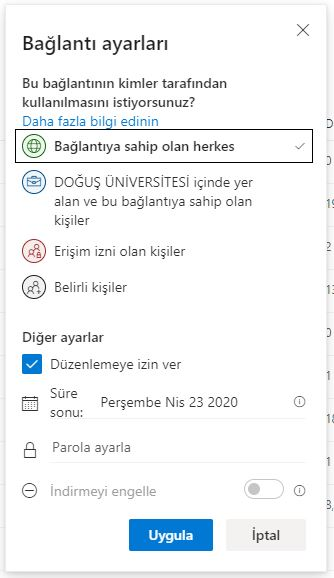 Bağlantı ayarları
Bu bağlantının kimler tarafından
kullanılmasını istiyorsunuz?
Daha fazla bilgi edinin
Bağlantıya sahip olan herkes
DOĞUŞ ÜNİVERSİTESİ içinde yer
alan ve bu bağlantıya sahip olan
kişiler
Erişim izni olan kişiler
Belirli kişiler
Diğer ayarlar
Düzenlemeye izin ver
Süre
sonu:
Perşembe Nis 23 2020
Parola ayarla
İndirmeyi engelle
Uygula
İptal